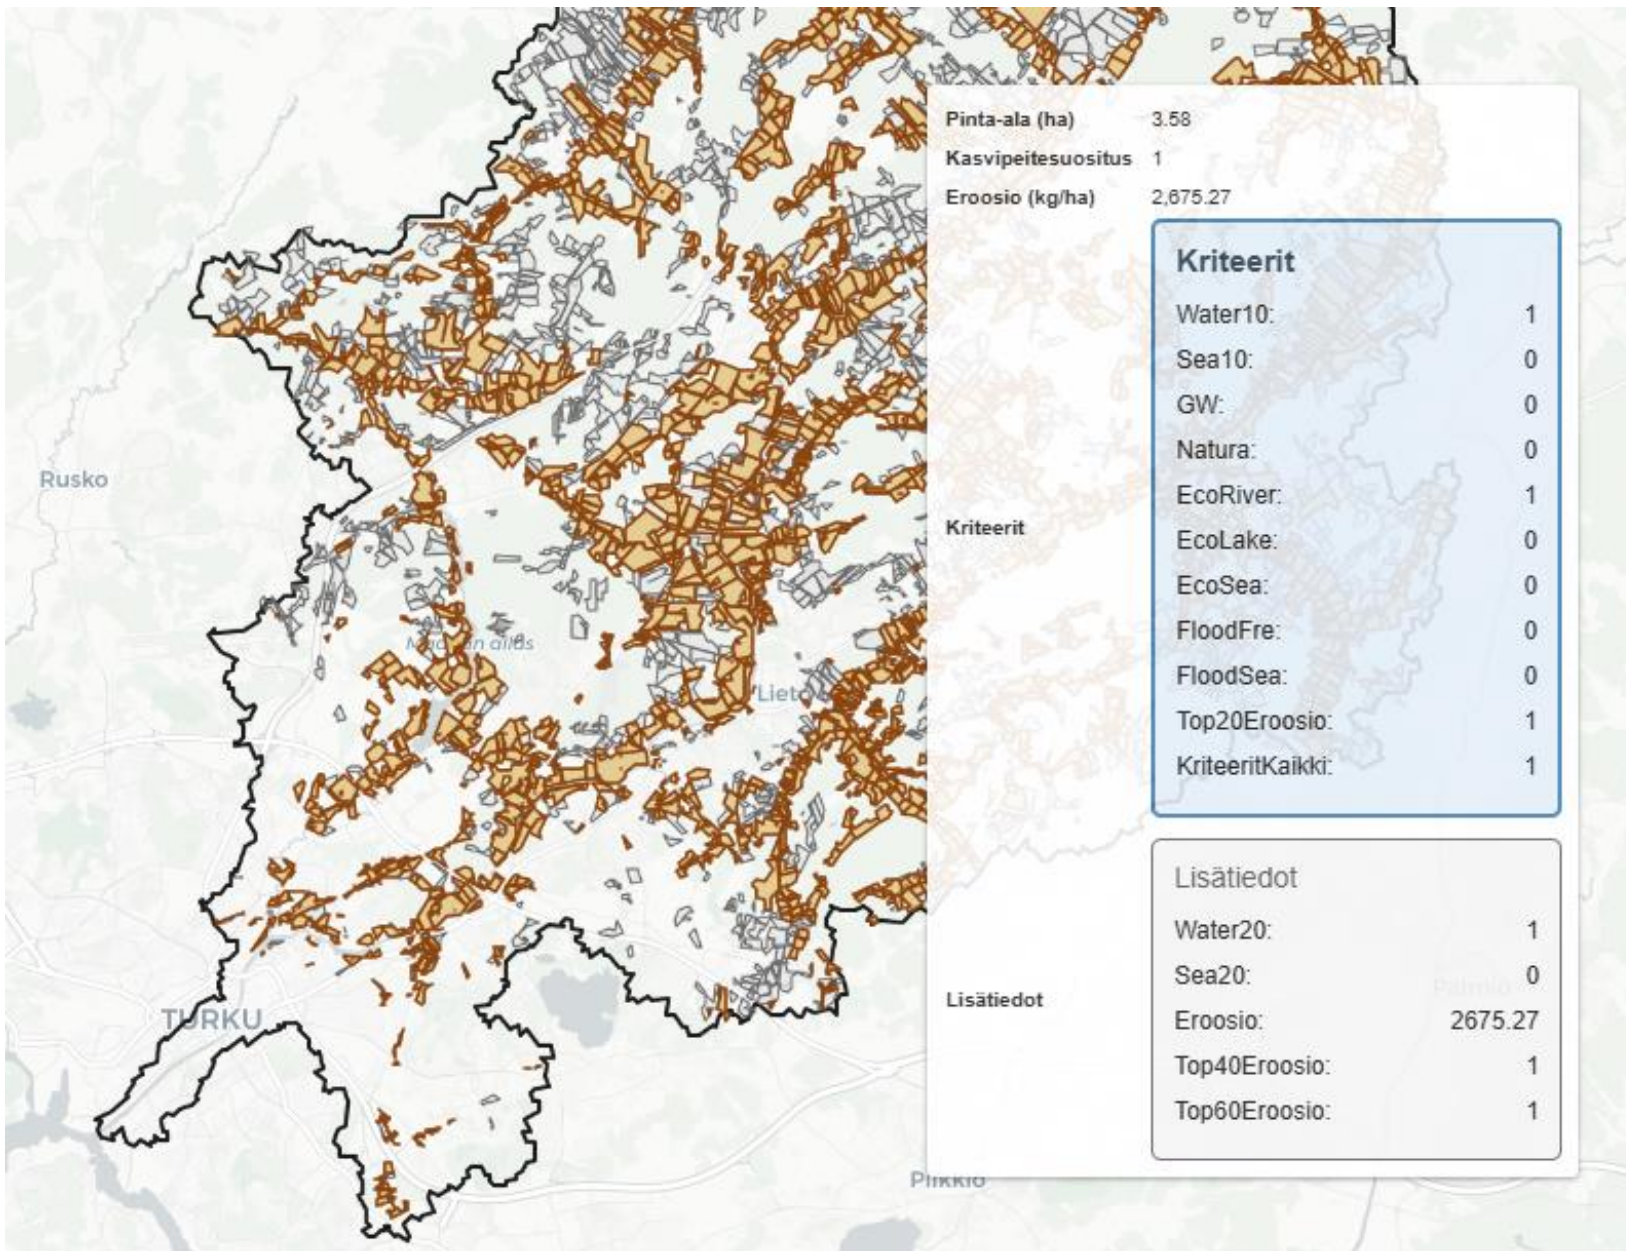 Pinta-ala (ha) 3.58
Kasvipeitesuositus 1
Eroosio (kg/ha) 2,675.27
Kriteerit
Kriteerit
Water10: 1
Sea10: 0
GW: 0
Natura: 0
EcoRiver: 1
EcoLake: 0
EcoSea: 0
FloodFre: 0
FloodSea: 0
Top20Eroosio: 1
KriteeritKaikki: 1
Lisätiedot
Lisätiedot
Water20: 1
Sea20: 0
Eroosio: 2675.27
Top40Eroosio: 1
Top60Eroosio: 1
Rusko
allas
Lieto
TURKU
Piikkiö